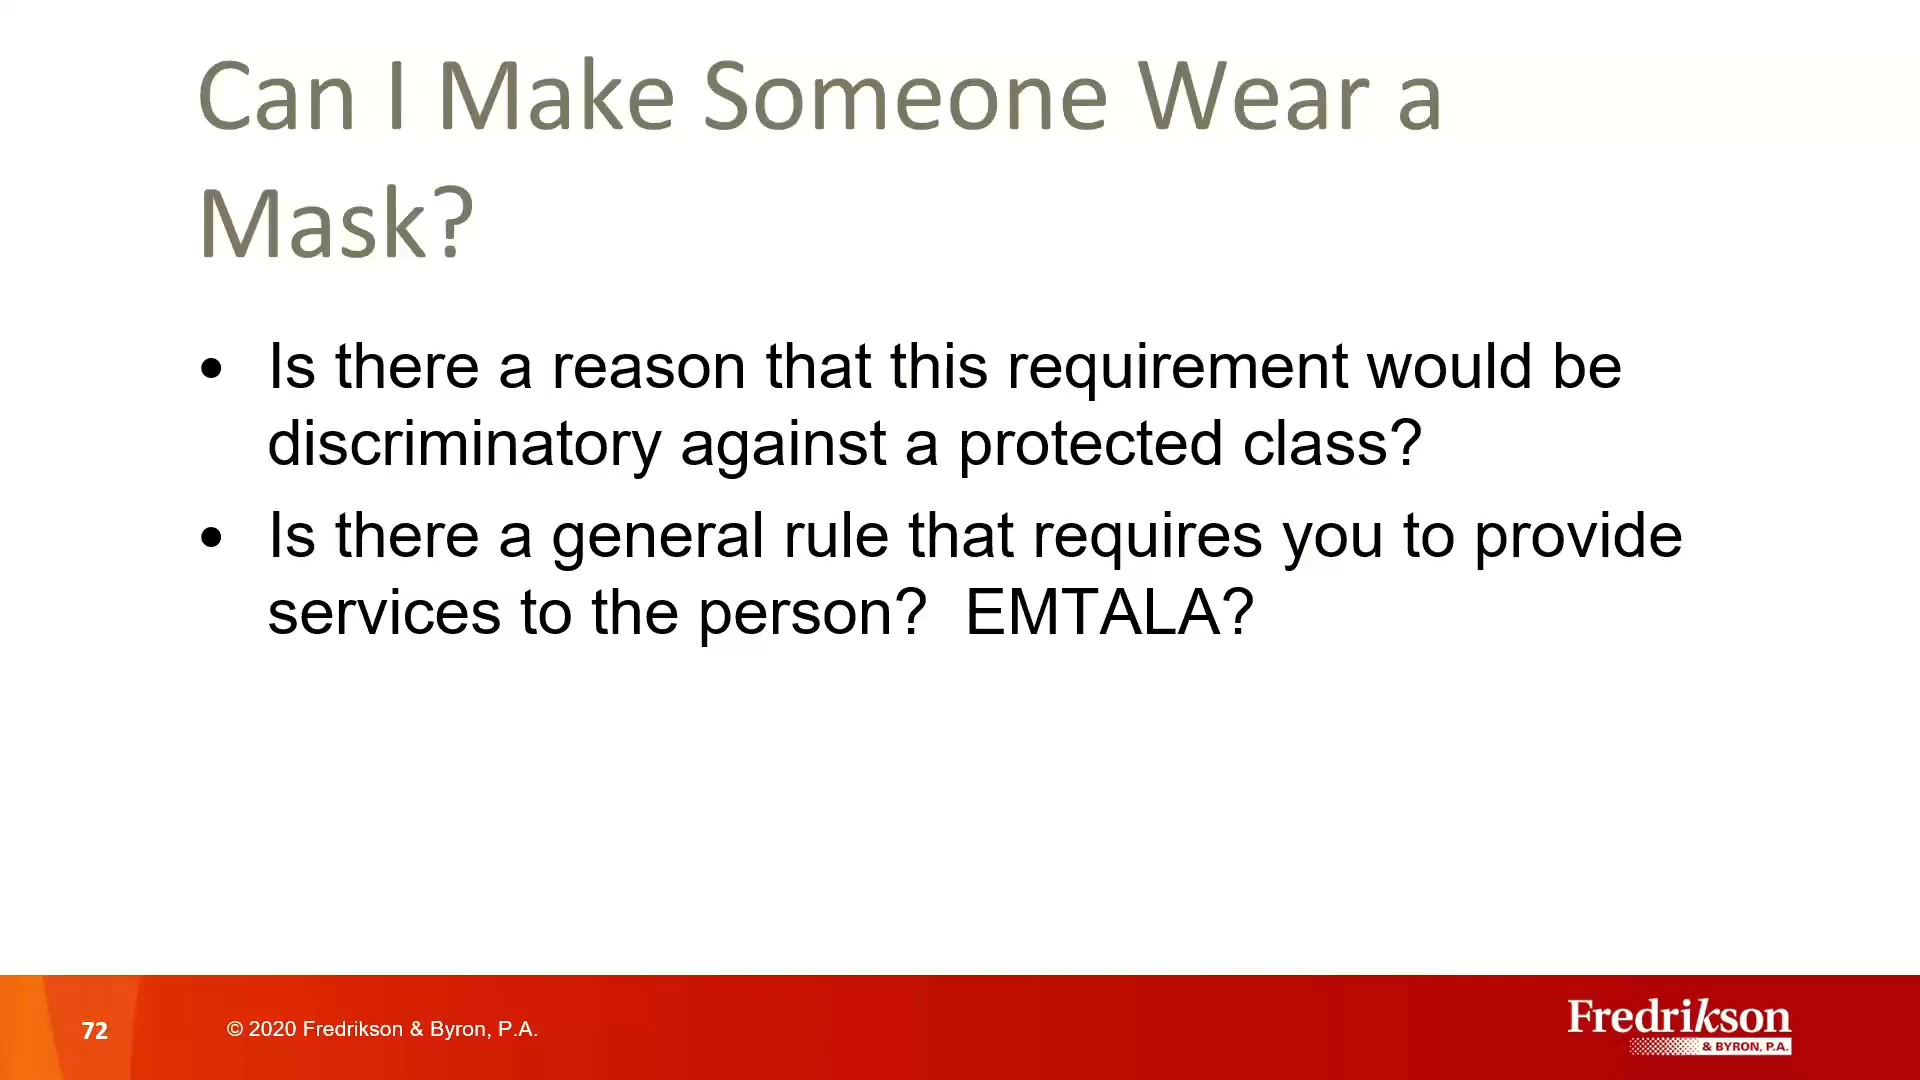 Can I Make Someone Wear a
Mask?
• Is there a reason that this requirement would be
discriminatory against a protected class?
• Is there a general rule that requires you to provide
services to the person?  EMTALA?
72
© 2020 Fredrikson & Byron, P.A.
Fredrikson
& BYRON, P.A.